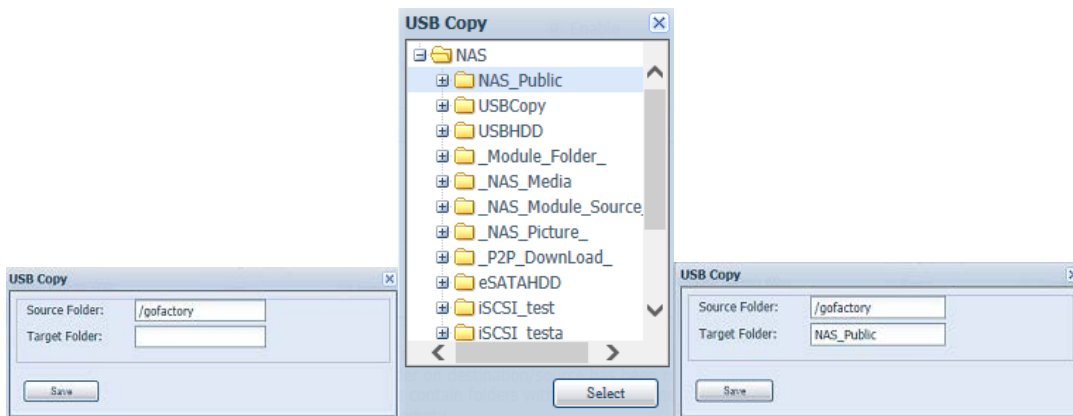 USB Copy
Source Folder: /gofactory
Target Folder:
Save
USB Copy
NAS
NAS_Public
USBCopy
USBHDD
_Module_Folder_
_NAS_Media
_NAS_Module_Source_
_NAS_Picture_
_P2P_DownLoad_
eSATAHDD
iSCSI_test
iSCSI_testa
Select
USB Copy
Source Folder: /gofactory
Target Folder: NAS_Public
Save